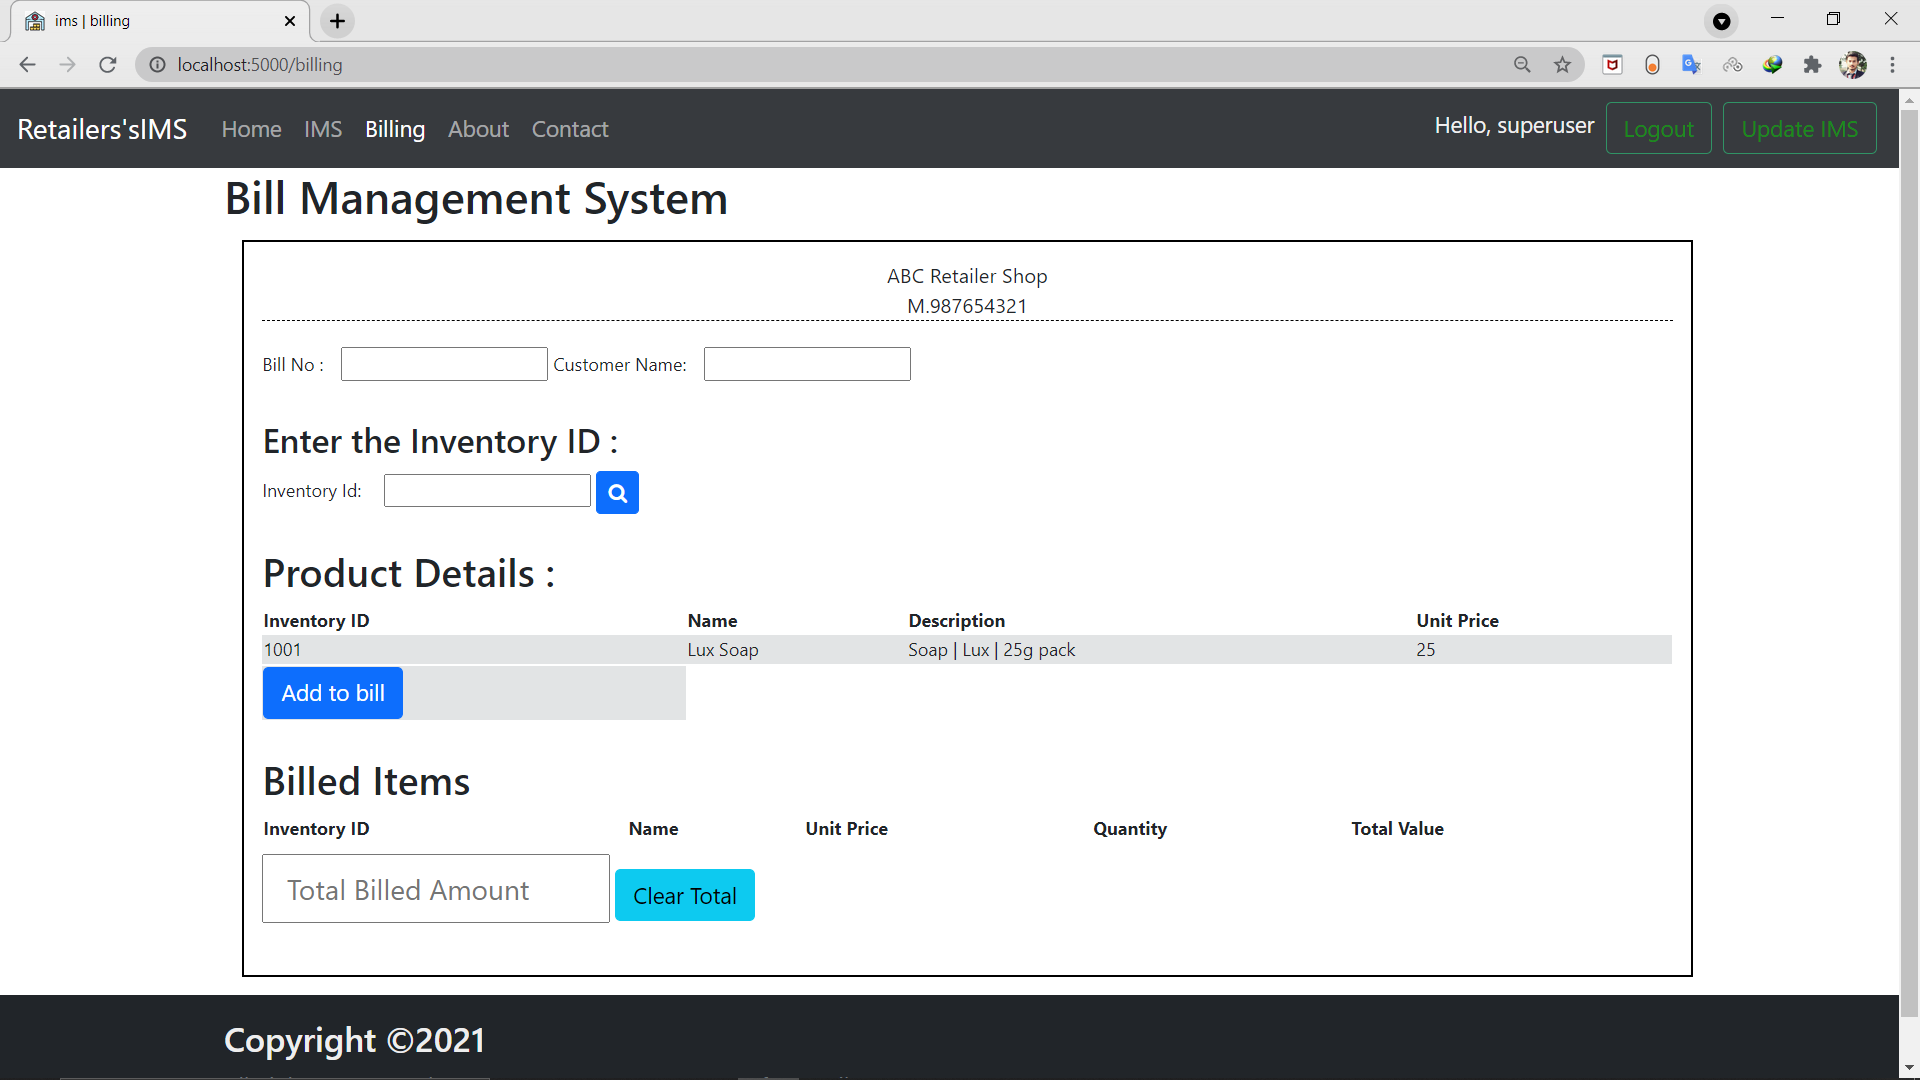 ims | billing
localhost:5000/billing
Retailers'sIMS Home IMS Billing About Contact Hello, superuser Logout Update IMS
Bill Management System
ABC Retailer Shop
M.987654321
Bill No : Customer Name:
Enter the Inventory ID :
Inventory Id:
Product Details :
Inventory ID Name Description Unit Price
1001 Lux Soap Soap | Lux | 25g pack 25
Add to bill
Billed Items
Inventory ID Name Unit Price Quantity Total Value
Total Billed Amount Clear Total
Copyright ©2021